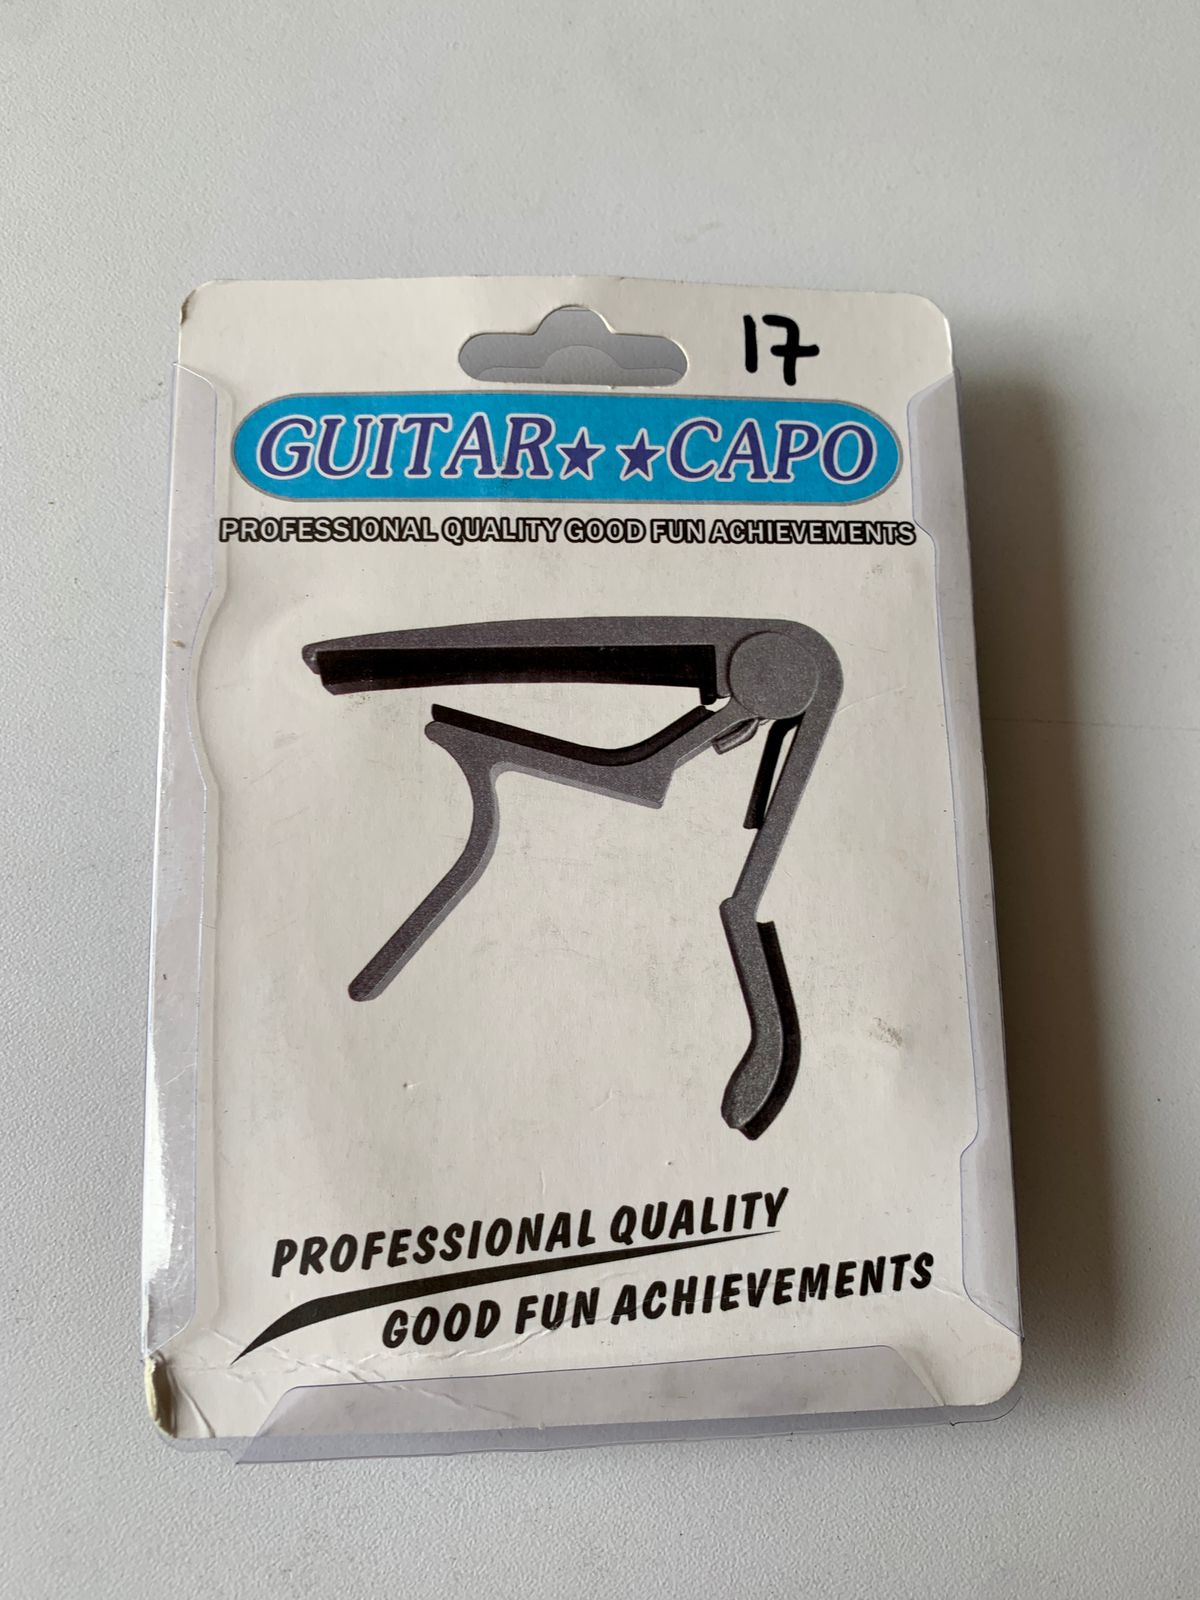 17
GUITAR★ ★CAPO
PROFESSIONAL QUALITY GOOD FUN ACHIEVEMENTS
PROFESSIONAL QUALITY
GOOD FUN ACHIEVEMENTS